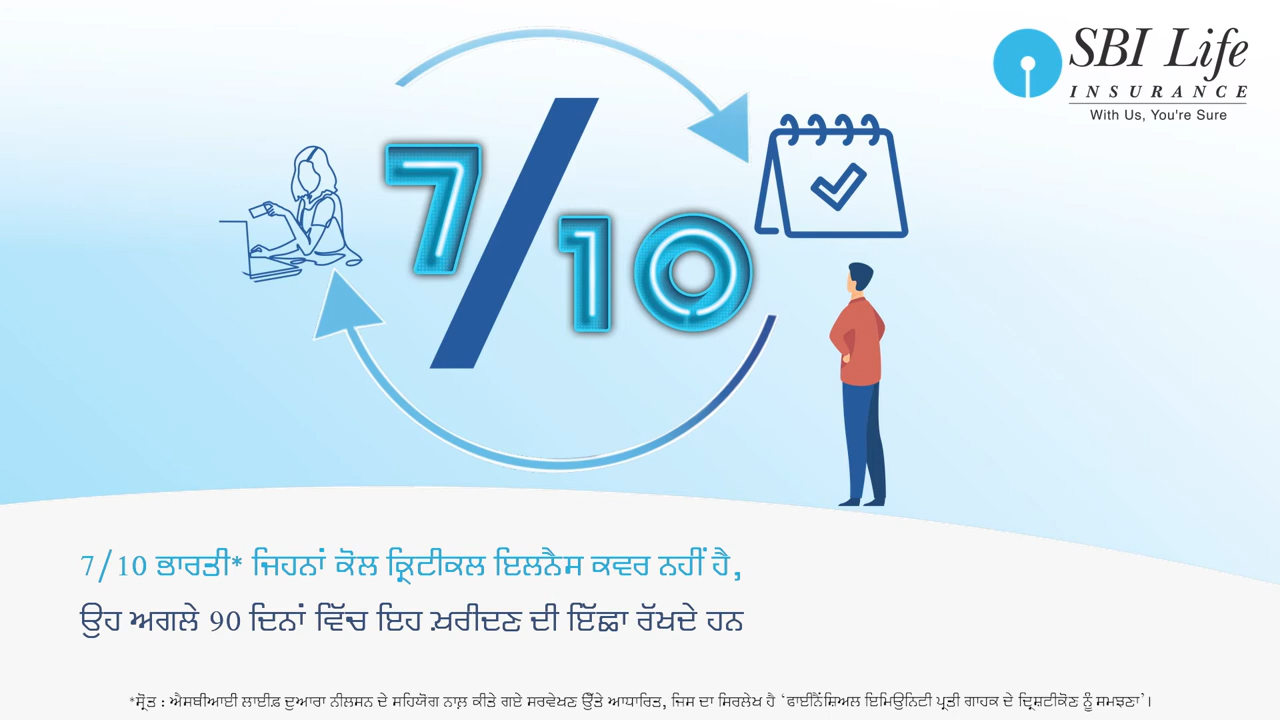 SBI Life
INSURANCE
With Us, You're Sure
7/10
7/10 ਭਾਰਤੀ* ਜਿਹਨਾਂ ਕੋਲ ਕ੍ਰਿਟੀਕਲ ਇਲਨੈਸ ਕਵਰ ਨਹੀਂ ਹੈ,
ਉਹ ਅਗਲੇ 90 ਦਿਨਾਂ ਵਿੱਚ ਇਹ ਖ਼ਰੀਦਣ ਦੀ ਇੱਛਾ ਰੱਖਦੇ ਹਨ
*ਸ੍ਰੋਤ : ਐਸਬੀਆਈ ਲਾਈਫ਼ ਦੁਆਰਾ ਨੀਲਸਨ ਦੇ ਸਹਿਯੋਗ ਨਾਲ਼ ਕੀਤੇ ਗਏ ਸਰਵੇਖਣ ਉੱਤੇ ਆਧਾਰਿਤ, ਜਿਸ ਦਾ ਸਿਰਲੇਖ ਹੈ ‘ਫਾਈਨੈਂਸ਼ਿਅਲ ਇਮਿਊਨਿਟੀ ਪ੍ਰਤੀ ਗਾਹਕ ਦੇ ਦ੍ਰਿਸ਼ਟੀਕੋਣ ਨੂੰ ਸਮਝਣਾ’।